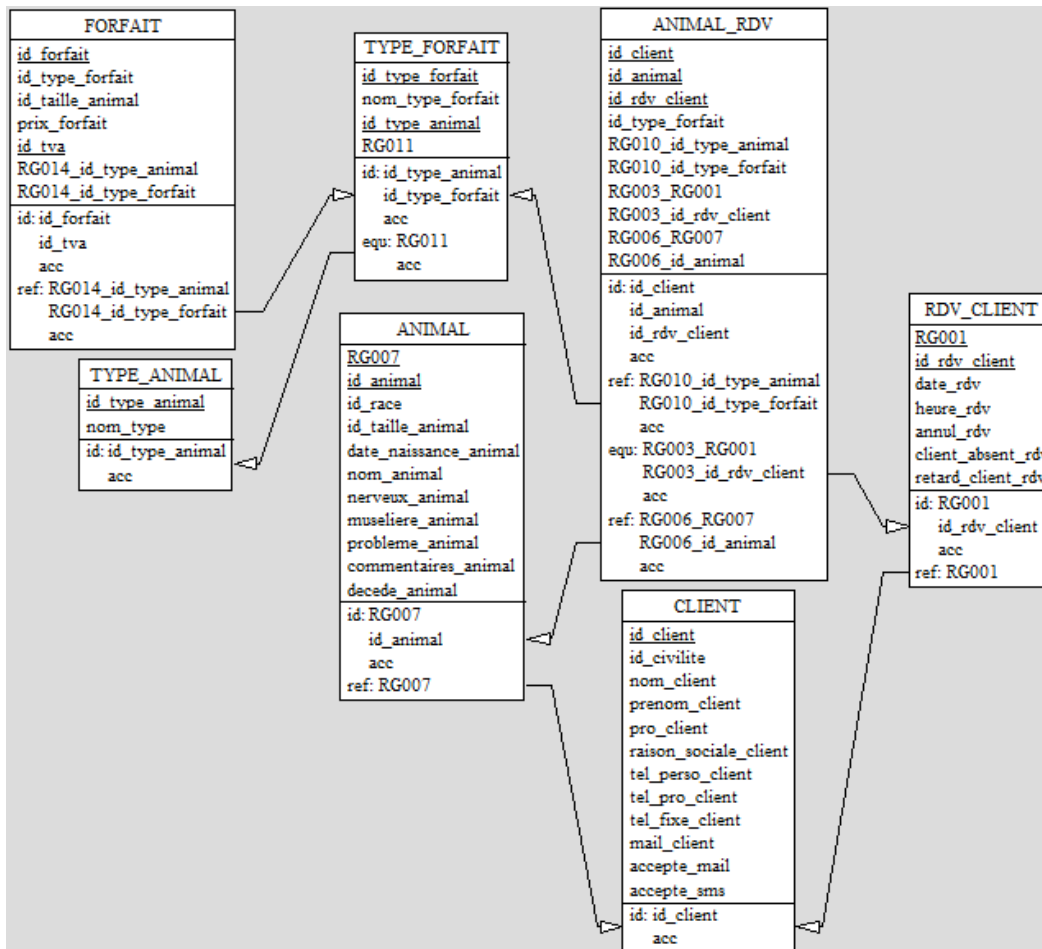 FORFAIT
id_forfait
id_type_forfait
id_taille_animal
prix_forfait
id_tva
RG014_id_type_animal
RG014_id_type_forfait
id: id_forfait
id_tva
acc
ref: RG014_id_type_animal
RG014_id_type_forfait
acc
TYPE_FORFAIT
id_type_forfait
nom_type_forfait
id_type_animal
RG011
id: id_type_animal
id_type_forfait
acc
equ: RG011
acc
ANIMAL_RDV
id_client
id_animal
id_rdv_client
id_type_forfait
RG010_id_type_animal
RG010_id_type_forfait
RG003_RG001
RG003_id_rdv_client
RG006_RG007
RG006_id_animal
id: id_client
id_animal
id_rdv_client
acc
ref: RG010_id_type_animal
RG010_id_type_forfait
acc
equ: RG003_RG001
RG003_id_rdv_client
acc
ref: RG006_RG007
RG006_id_animal
acc
RDV_CLIENT
RG001
id_rdv_client
date_rdv
heure_rdv
annul_rdv
client_absent_rdv
retard_client_rdv
id: RG001
id_rdv_client
acc
ref: RG001
TYPE_ANIMAL
id_type_animal
nom_type
id: id_type_animal
acc
ANIMAL
RG007
id_animal
id_race
id_taille_animal
date_naissance_animal
nom_animal
nerveux_animal
museliere_animal
probleme_animal
commentaires_animal
decede_animal
id: RG007
id_animal
acc
ref: RG007
CLIENT
id_client
id_civilite
nom_client
prenom_client
pro_client
raison_sociale_client
tel_perso_client
tel_pro_client
tel_fixe_client
mail_client
accepte_mail
accepte_sms
id: id_client
acc